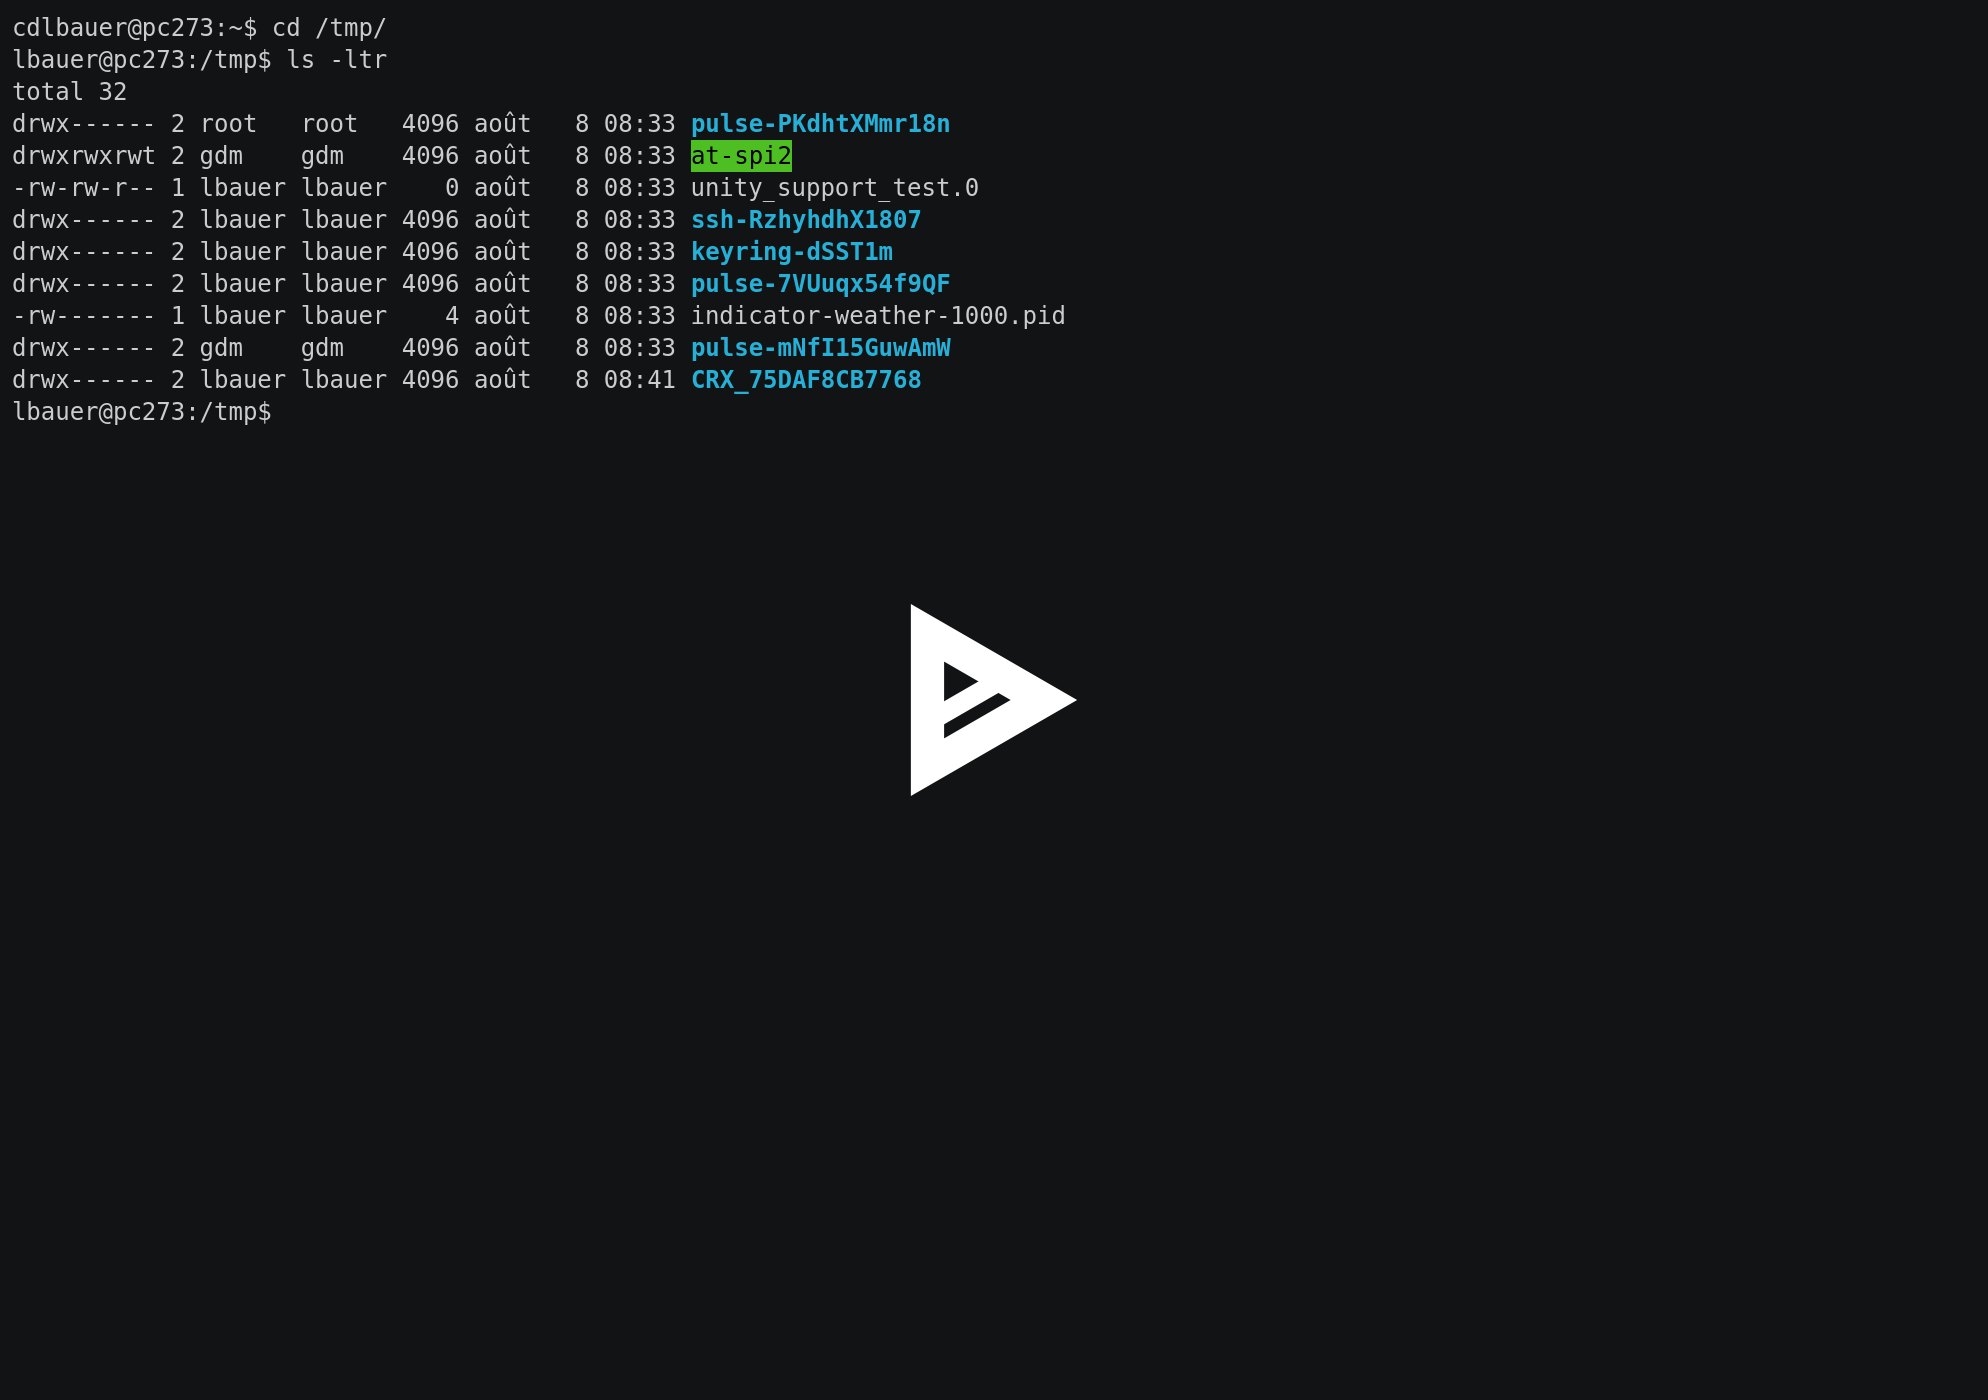 cdlbauer@pc273:~$ cd /tmp/
lbauer@pc273:/tmp$ ls -ltr
total 32
drwx------ 2 root   root   4096 août   8 08:33 pulse-PKdhtXMmr18n
drwxrwxrwt 2 gdm    gdm    4096 août   8 08:33 at-spi2
-rw-rw-r-- 1 lbauer lbauer    0 août   8 08:33 unity_support_test.0
drwx------ 2 lbauer lbauer 4096 août   8 08:33 ssh-RzhyhdhX1807
drwx------ 2 lbauer lbauer 4096 août   8 08:33 keyring-dSST1m
drwx------ 2 lbauer lbauer 4096 août   8 08:33 pulse-7VUuqx54f9QF
-rw------- 1 lbauer lbauer    4 août   8 08:33 indicator-weather-1000.pid
drwx------ 2 gdm    gdm    4096 août   8 08:33 pulse-mNfI15GuwAmW
drwx------ 2 lbauer lbauer 4096 août   8 08:41 CRX_75DAF8CB7768
lbauer@pc273:/tmp$